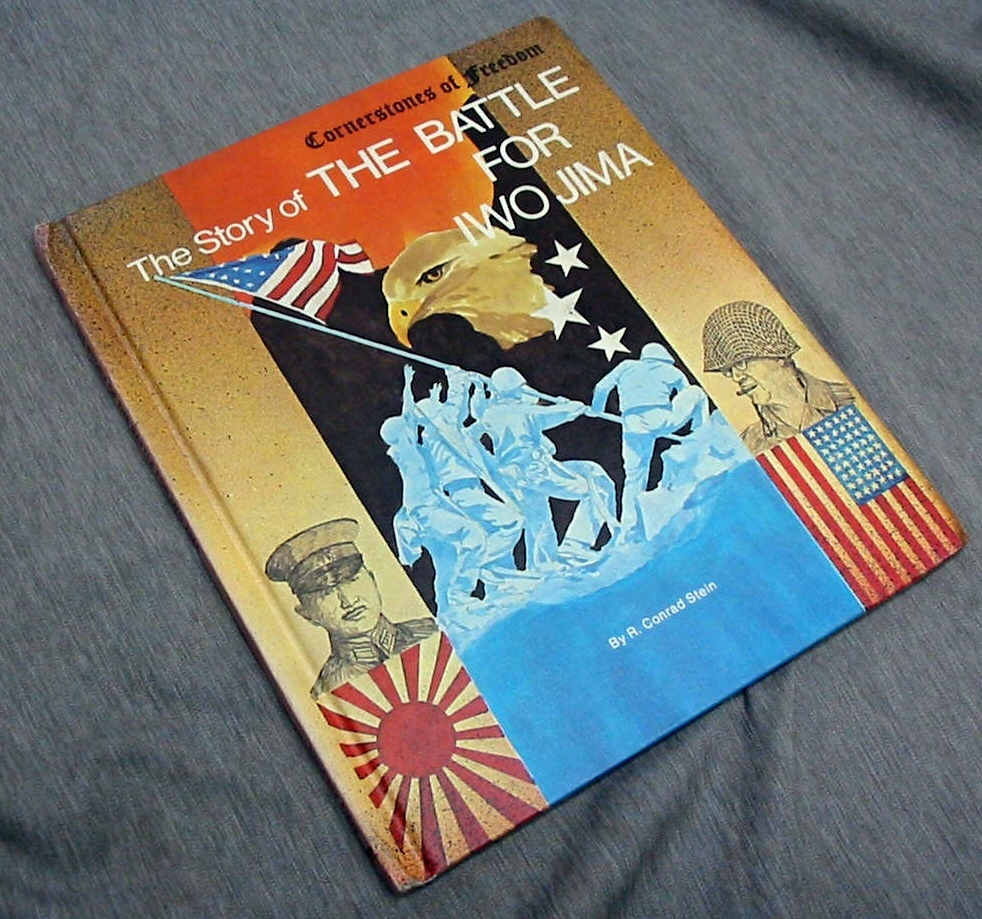 Cornerstones of Freedom
The Story of THE BATTLE
FOR
IWO JIMA
By R. Conrad Stein